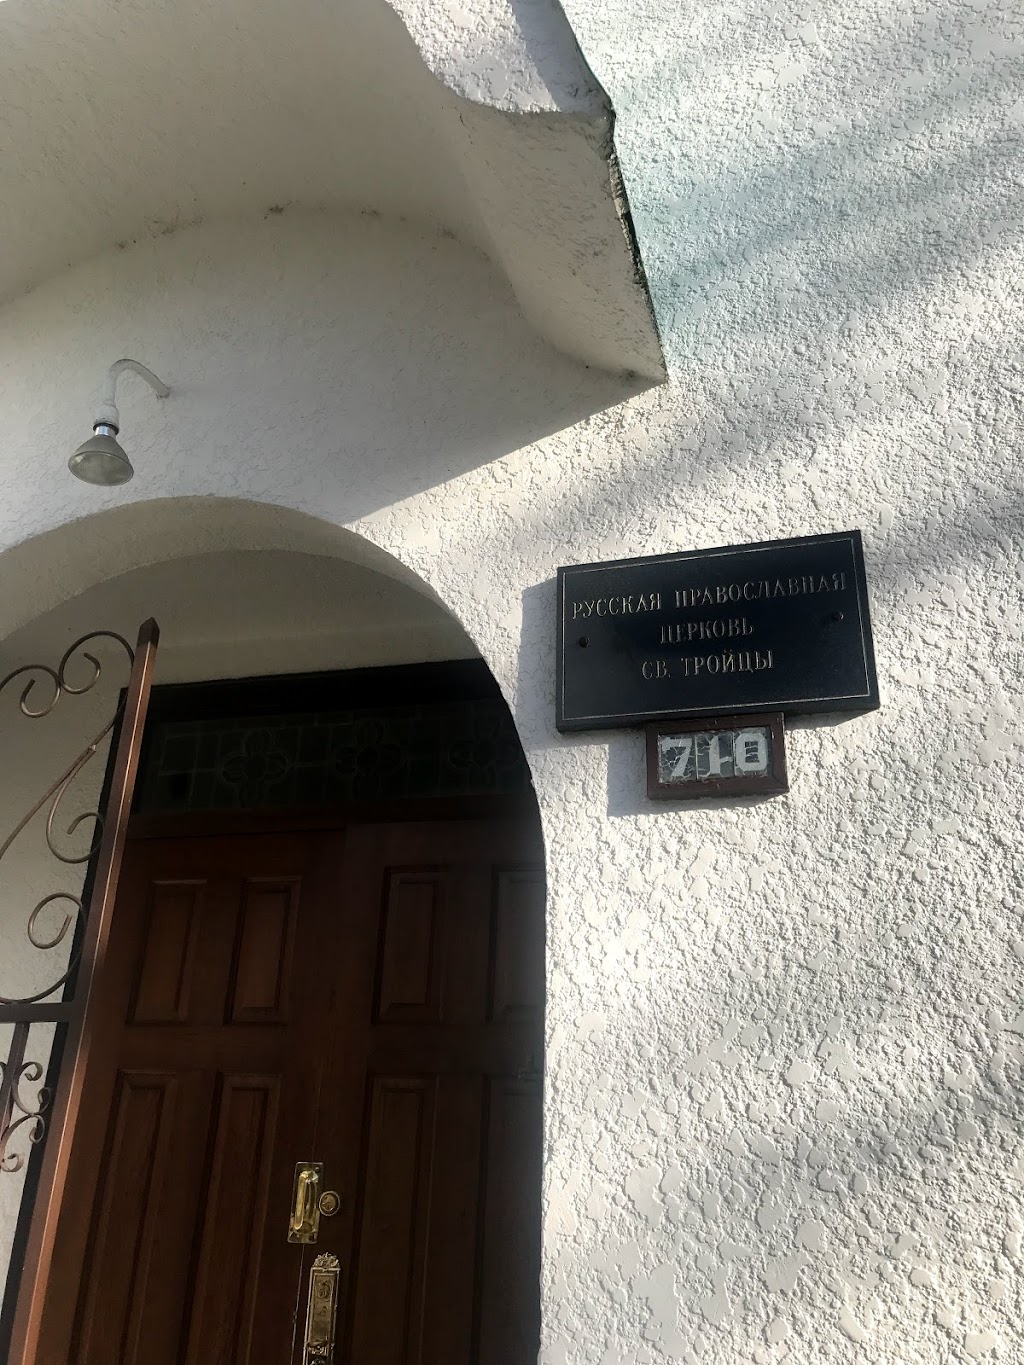 РУССКАЯ ПРАВОСЛАВНАЯ
ЦЕРКОВЬ
СВ. ТРОЙЦЫ
710